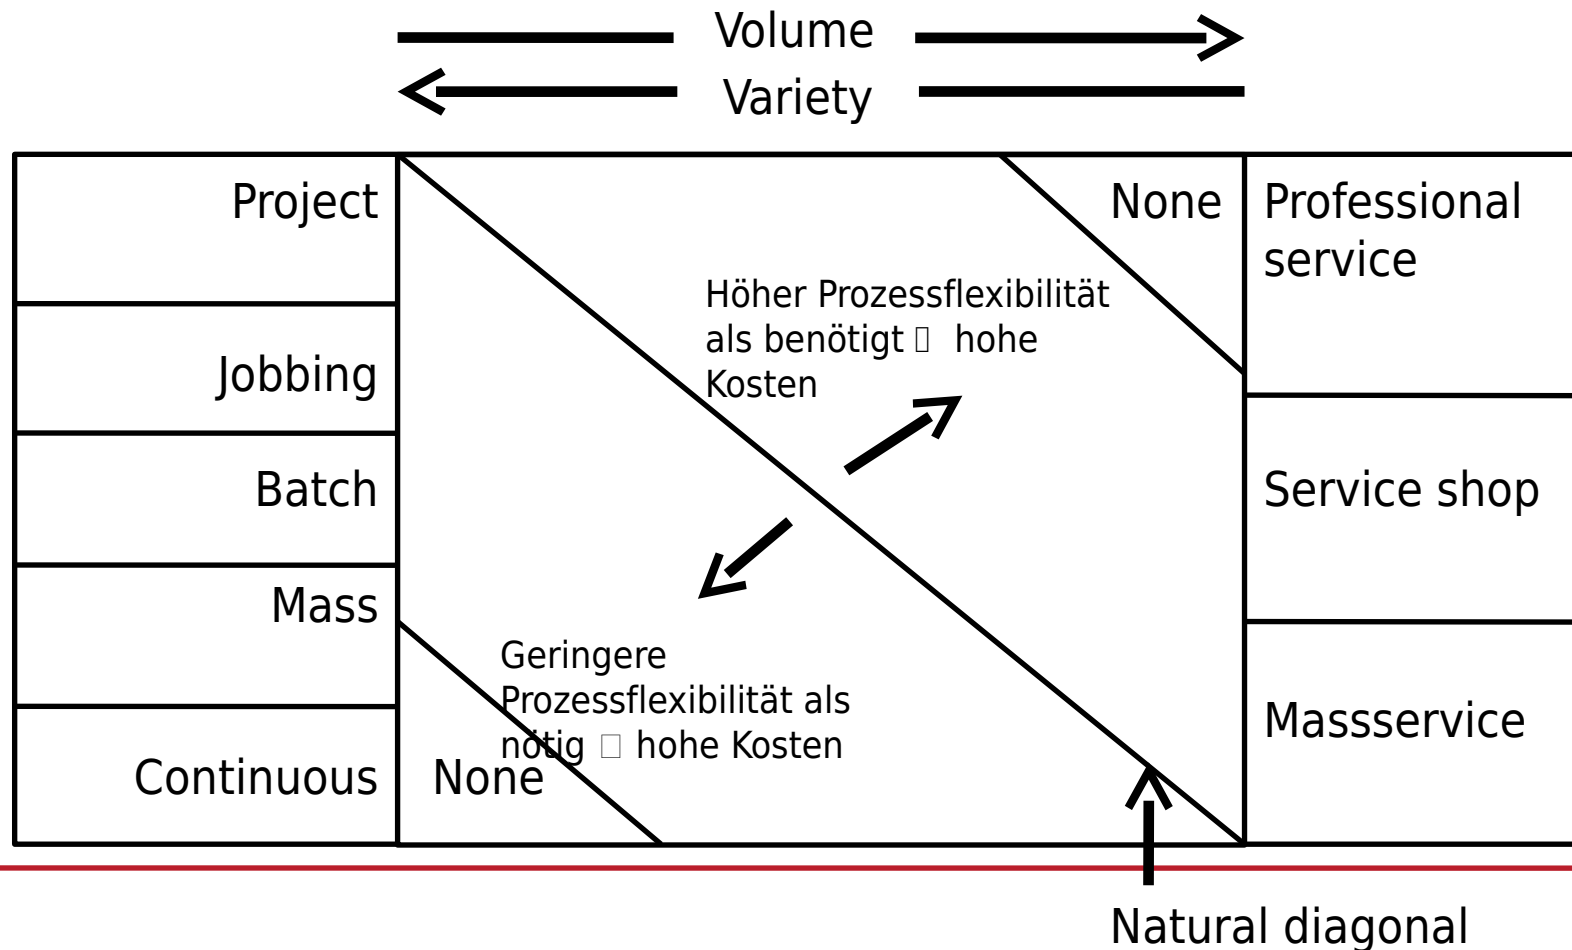 Volume
Variety
Project
Jobbing
Batch
Mass
Continuous
None
Höher Prozessflexibilität
als benötigt  hohe
Kosten
Geringere
Prozessflexibilität als
nötig  hohe Kosten
None
Professional
service
Service shop
Massservice
Natural diagonal